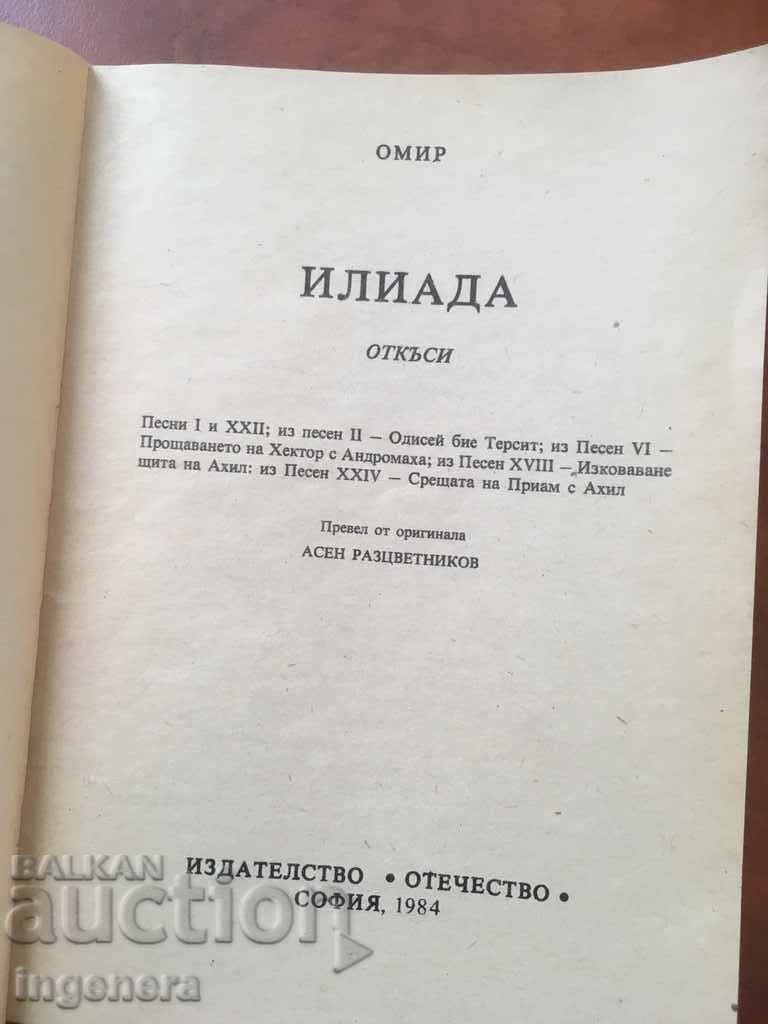 ОМИР
ИЛИАДА
ОТКЪСИ
Песни I и XXII; из песен II — Одисей бие Терсит; из Песен VI —
Прощаването на Хектор с Андромаха; из Песен XVIII — Изковаване
щита на Ахил: из Песен XXIV — Срещата на Приам с Ахил
Превел от оригинала
АСЕН РАЗЦВЕТНИКОВ
ИЗДАТЕЛСТВО • ОТЕЧЕСТВО •
СОФИЯ, 1984
BALKAN
auction
ingenera